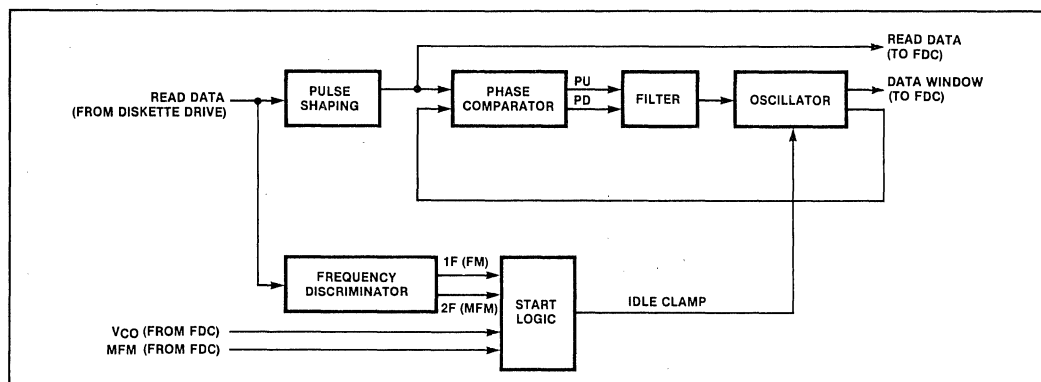 READ DATA
(TO FDC)
PULSE
SHAPING
PHASE
COMPARATOR
PU
PD
FILTER
OSCILLATOR
DATA WINDOW
(TO FDC)
READ DATA
(FROM DISKETTE DRIVE)
FREQUENCY
DISCRIMINATOR
1F (FM)
2F (MFM)
START
LOGIC
IDLE CLAMP
VCO (FROM FDC)
MFM (FROM FDC)